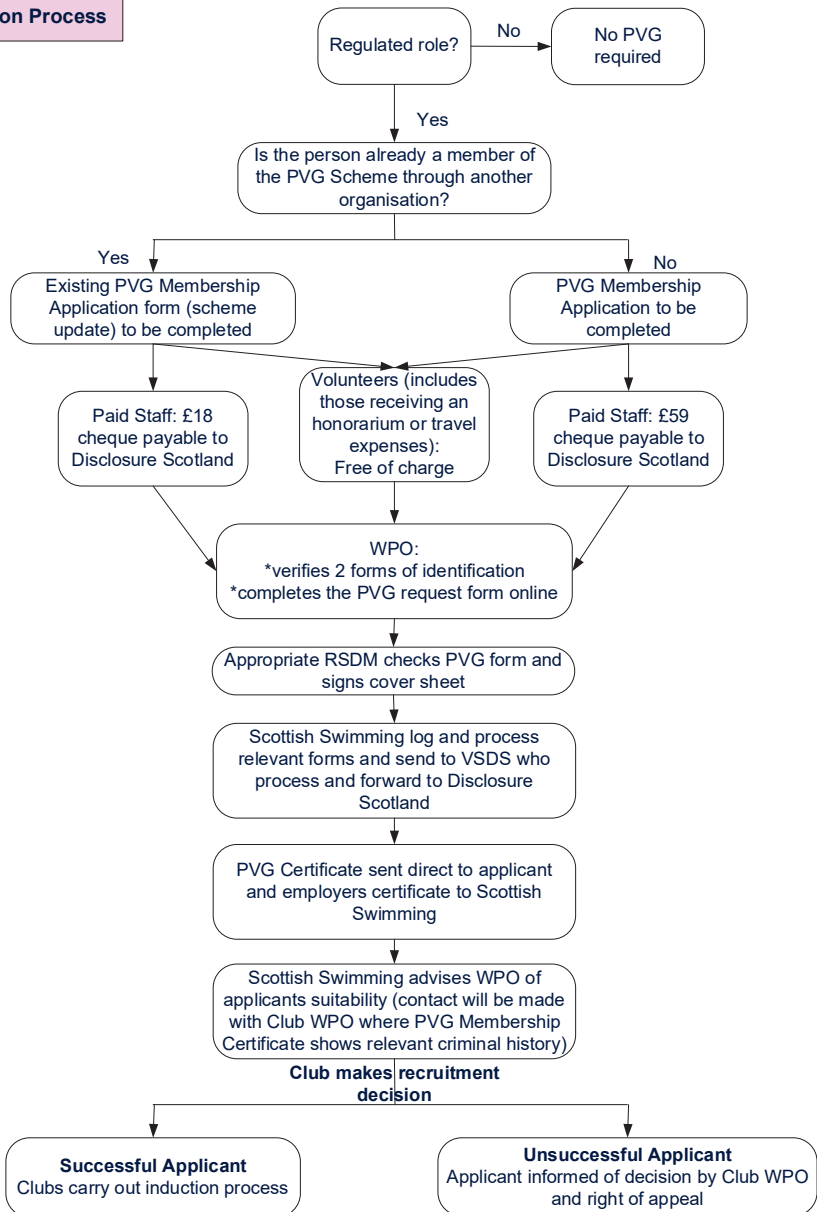 on Process
Regulated role?
No
No PVG
required
Yes
Is the person already a member of
the PVG Scheme through another
organisation?
Yes
No
Existing PVG Membership
Application form (scheme
update) to be completed
PVG Membership
Application to be
completed
Paid Staff: £18
cheque payable to
Disclosure Scotland
Volunteers (includes
those receiving an
honorarium or travel
expenses):
Free of charge
Paid Staff: £59
cheque payable to
Disclosure Scotland
WPO:
*verifies 2 forms of identification
*completes the PVG request form online
Appropriate RSDM checks PVG form and
signs cover sheet
Scottish Swimming log and process
relevant forms and send to VSDS who
process and forward to Disclosure
Scotland
PVG Certificate sent direct to applicant
and employers certificate to Scottish
Swimming
Scottish Swimming advises WPO of
applicants suitability (contact will be made
with Club WPO where PVG Membership
Certificate shows relevant criminal history)
Club makes recruitment
decision
Successful Applicant
Clubs carry out induction process
Unsuccessful Applicant
Applicant informed of decision by Club WPO
and right of appeal